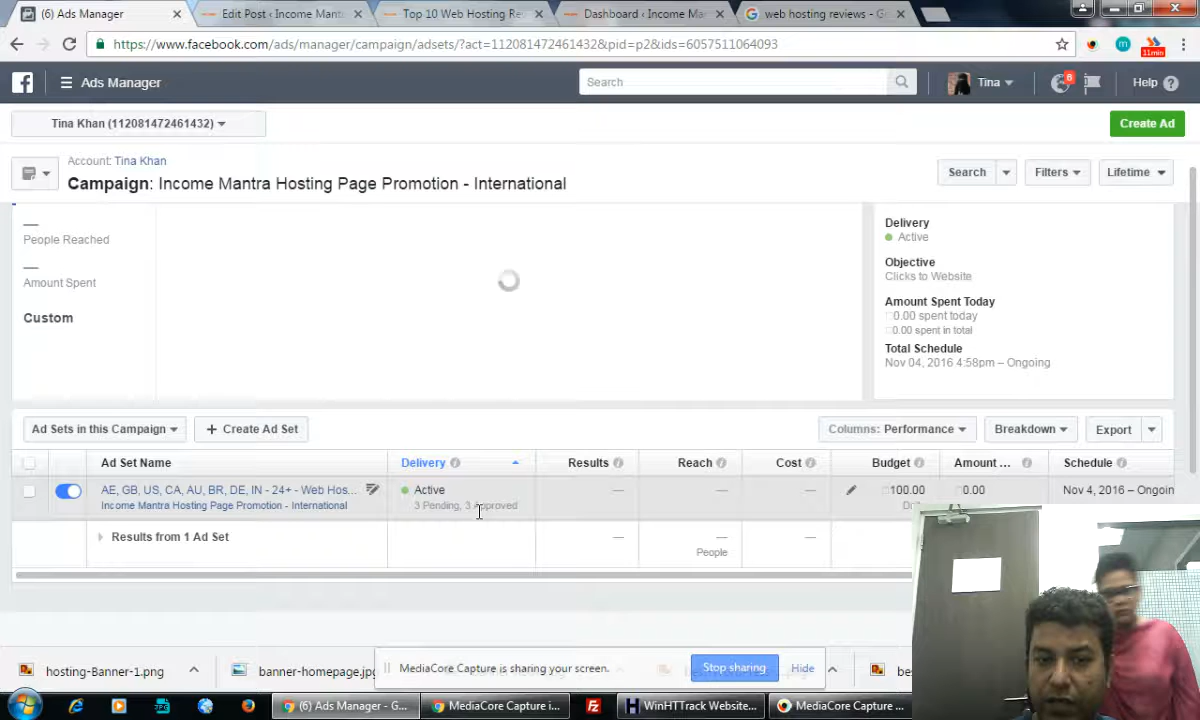 (6) Ads Manager
Edit Post ‹ Income Mant
Top 10 Web Hosting Re
Dashboard ‹ Income Ma
web hosting reviews - G
https://www.facebook.com/ads/manager/campaign/adsets/?act=112081472461432&pid=p2&ids=6057511064093
11min
f
Ads Manager
Search
Tina
8
Help
Tina Khan (112081472461432)
Create Ad
Account: Tina Khan
Campaign: Income Mantra Hosting Page Promotion - International
Search
Filters
Lifetime
—
People Reached
—
Amount Spent
Custom
Delivery
Active
Objective
Clicks to Website
Amount Spent Today
0.00 spent today
0.00 spent in total
Total Schedule
Nov 04, 2016 4:58pm – Ongoing
Ad Sets in this Campaign
+ Create Ad Set
Columns: Performance
Breakdown
Export
Ad Set Name
Delivery
Results
Reach
Cost
Budget
Amount ...
Schedule
AE, GB, US, CA, AU, BR, DE, IN - 24+ - Web Hos...
Active
—
—
—
100.00
0.00
Nov 4, 2016 – Ongoin
Income Mantra Hosting Page Promotion - International
3 Pending, 3 Approved
Results from 1 Ad Set
—
—
—
People
hosting-Banner-1.png
banner-homepage.jpg
MediaCore Capture is sharing your screen.
Stop sharing
Hide
(6) Ads Manager - G...
MediaCore Capture i...
WinHTTrack Website...
MediaCore Capture ...